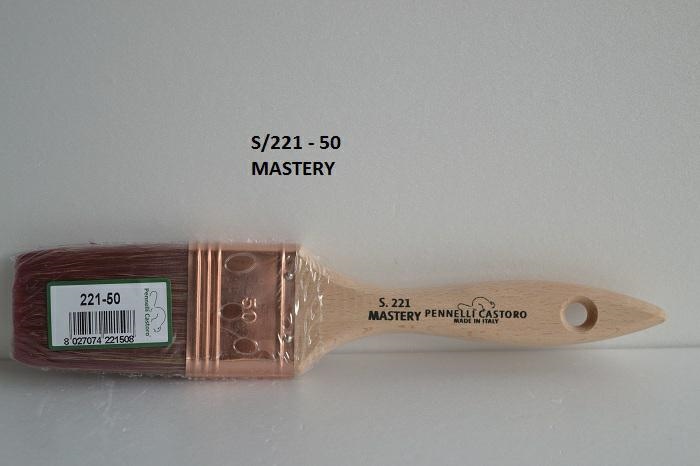 S/221 - 50
MASTERY
221-50
Pennelli Castoro
8 027074 221508
50
S. 221
MASTERY
PENNELLI CASTORO
MADE IN ITALY